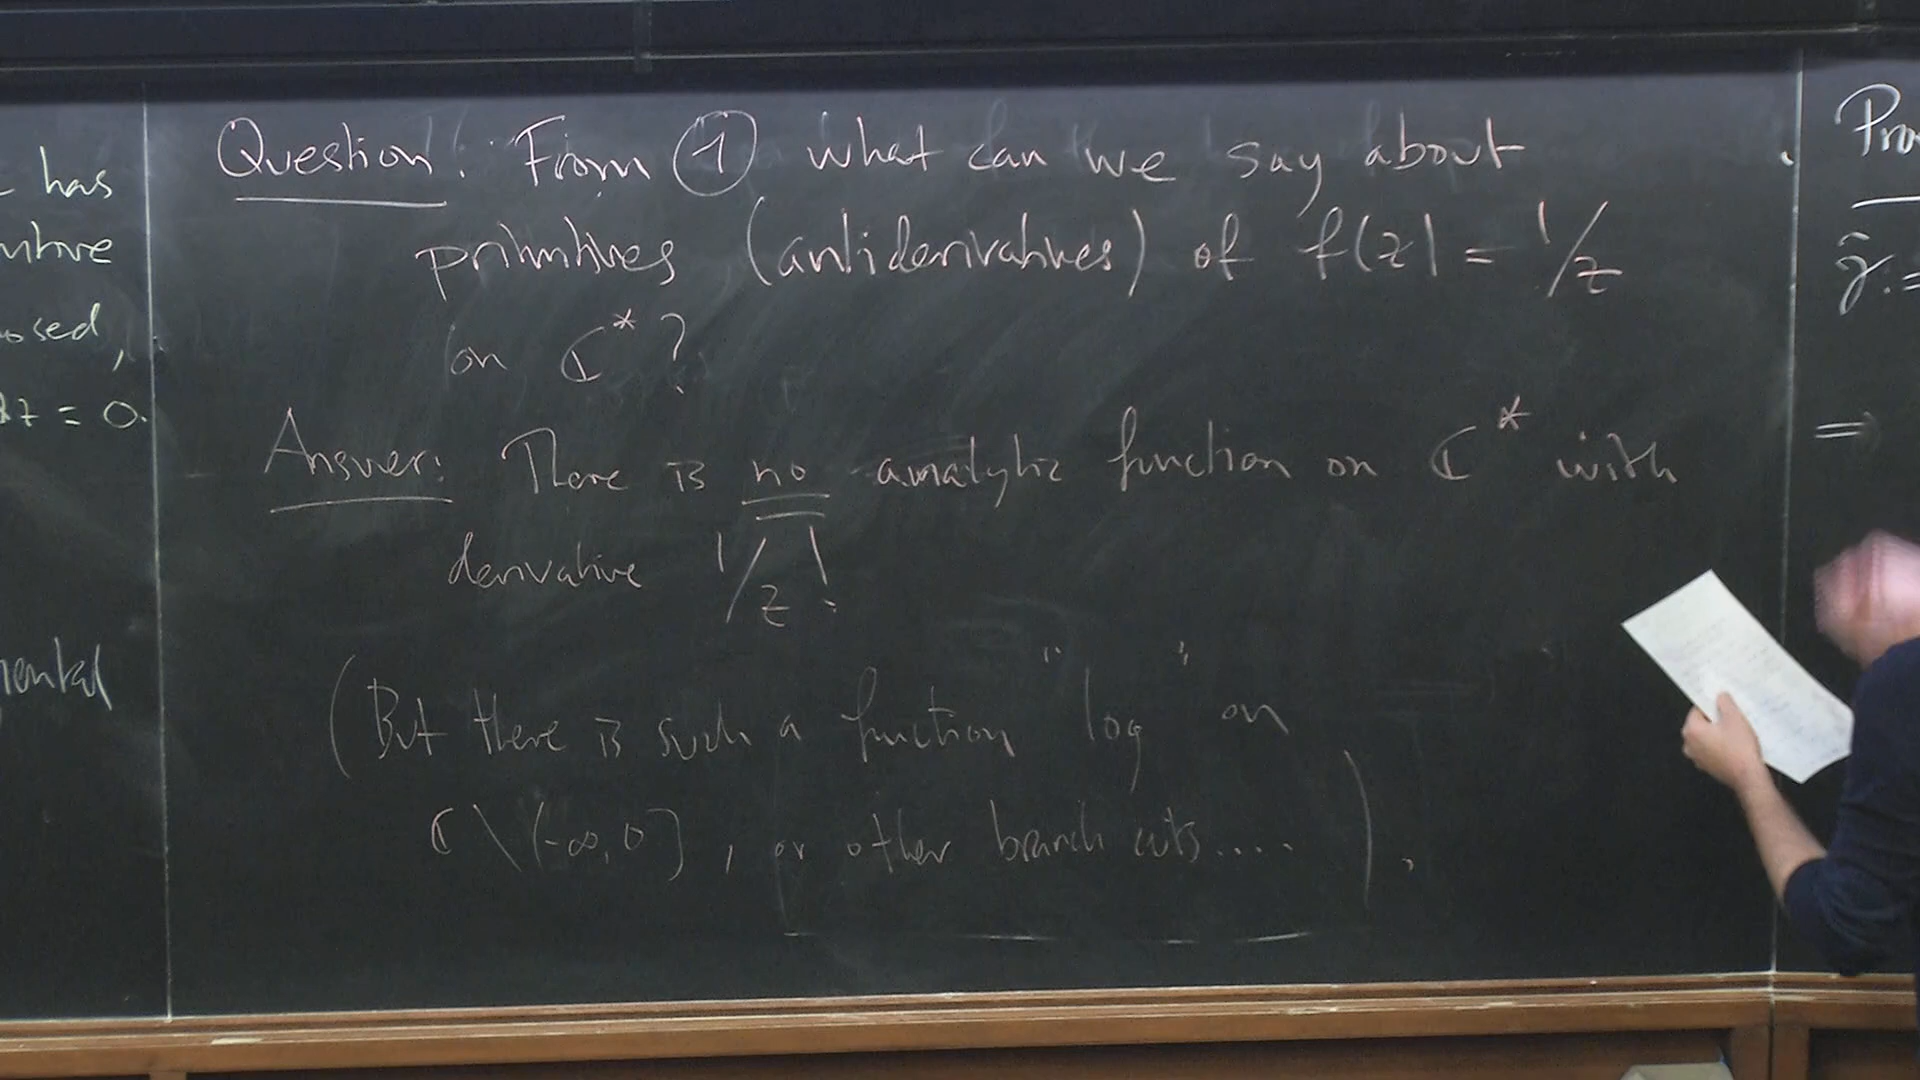 has
osed,
dz = 0.
Question: From ① what can we say about
primitives (antiderivatives) of f(z) = 1/z
on ℂ* ?
Answer: There is no analytic function on ℂ* with
derivative 1/z !
(But there is such a function "log" on
ℂ \ (-∞, 0] , or other branch cuts .... ) .
Pro
γ̂ : =
⇒